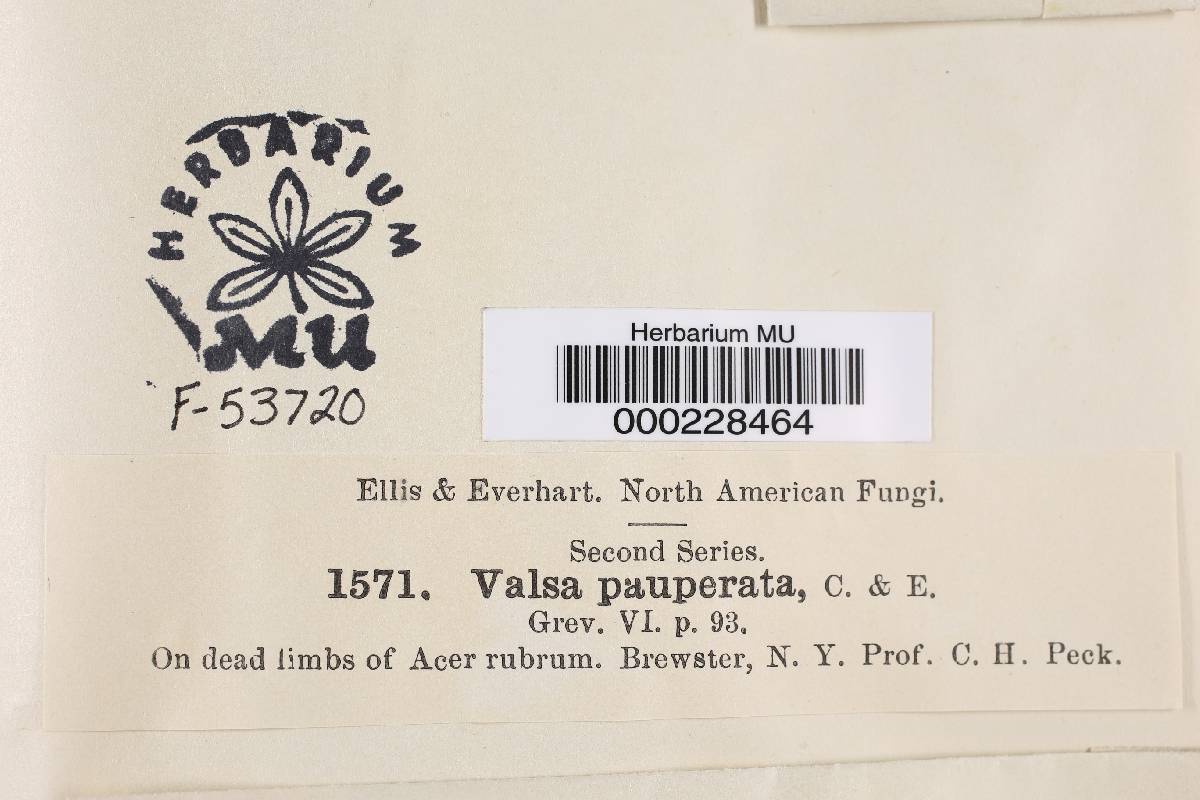 HERBARIUM
MU
F-53720
Herbarium MU
000228464
Ellis & Everhart. North American Fungi.
Second Series.
1571. Valsa pauperata, C. & E.
Grev. VI. p. 93.
On dead limbs of Acer rubrum. Brewster, N. Y. Prof. C. H. Peck.